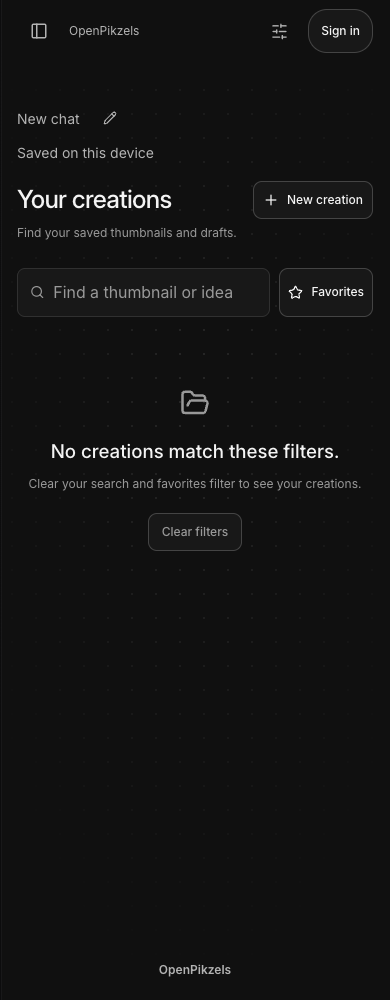 OpenPikzels
Sign in
New chat
Saved on this device
Your creations
New creation
Find your saved thumbnails and drafts.
Find a thumbnail or idea
Favorites
No creations match these filters.
Clear your search and favorites filter to see your creations.
Clear filters
OpenPikzels